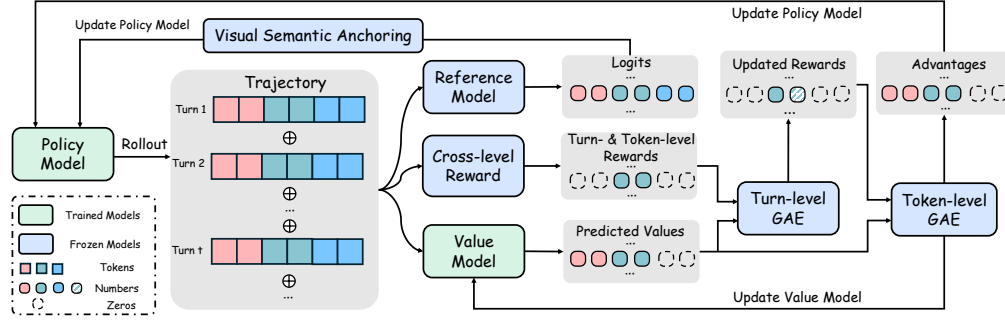 Update Policy Model
Update Policy Model
Visual Semantic Anchoring
Trajectory
Turn 1
Turn 2
...
Turn t
...
Policy
Model
Rollout
Reference
Model
Logits
...
...
Cross-level
Reward
Turn- & Token-level
Rewards
...
...
Value
Model
Predicted Values
...
...
Updated Rewards
...
...
Advantages
...
...
Turn-level
GAE
Token-level
GAE
Update Value Model
Trained Models
Frozen Models
Tokens
Numbers
Zeros